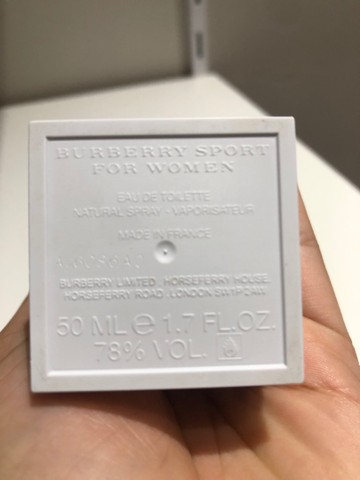 BURBERRY SPORT
FOR WOMEN
EAU DE TOILETTE
NATURAL SPRAY - VAPORISATEUR
MADE IN FRANCE
BURBERRY LIMITED, HORSEFERRY HOUSE,
HORSEFERRY ROAD, LONDON SW1P 2AW.
50 ML ℮ 1.7 FL.OZ.
78% VOL.